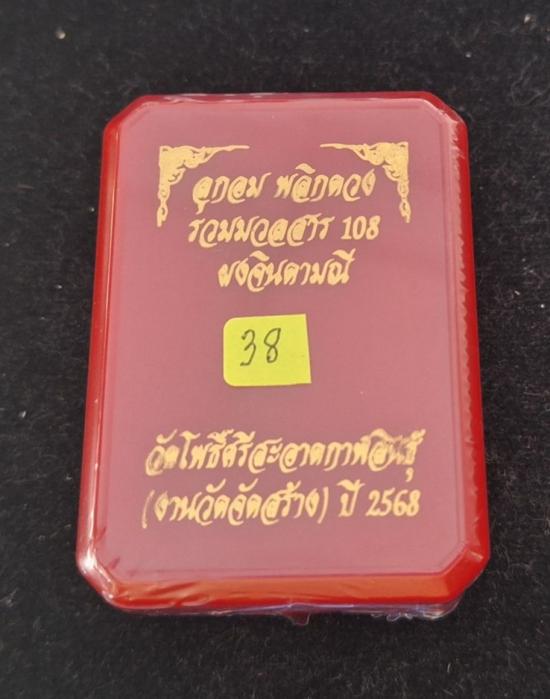 ลูกอม พลิกดวง
รวมมวลสาร 108
ผงจินดามณี
38
วัดโพธิ์ศรีสะอาดกาฬสินธุ์
(งานวัดจัดสร้าง) ปี 2568